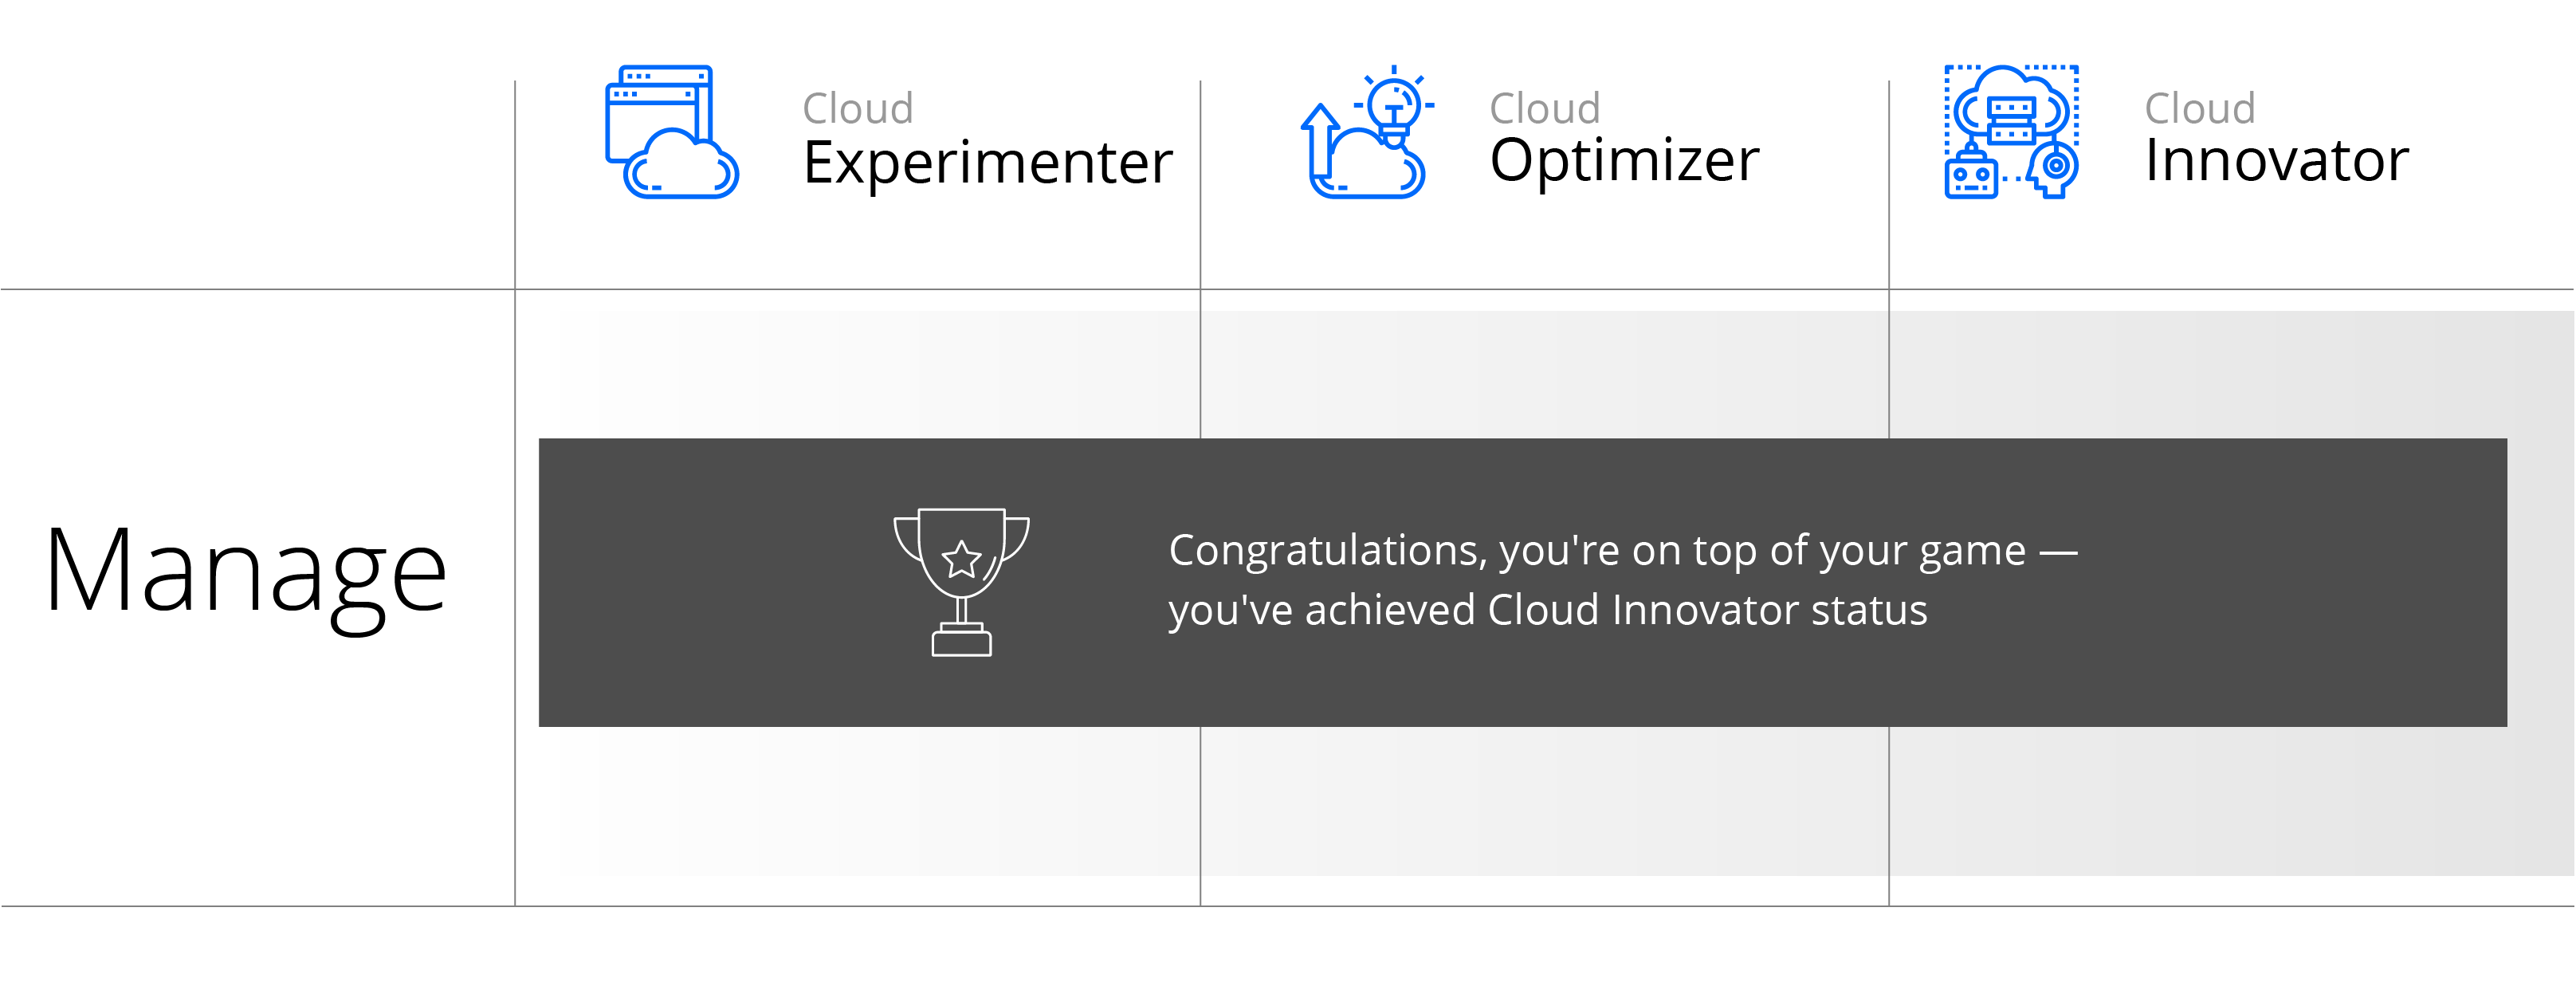 Cloud
Experimenter
Cloud
Optimizer
Cloud
Innovator
Manage
Congratulations, you're on top of your game —
you've achieved Cloud Innovator status